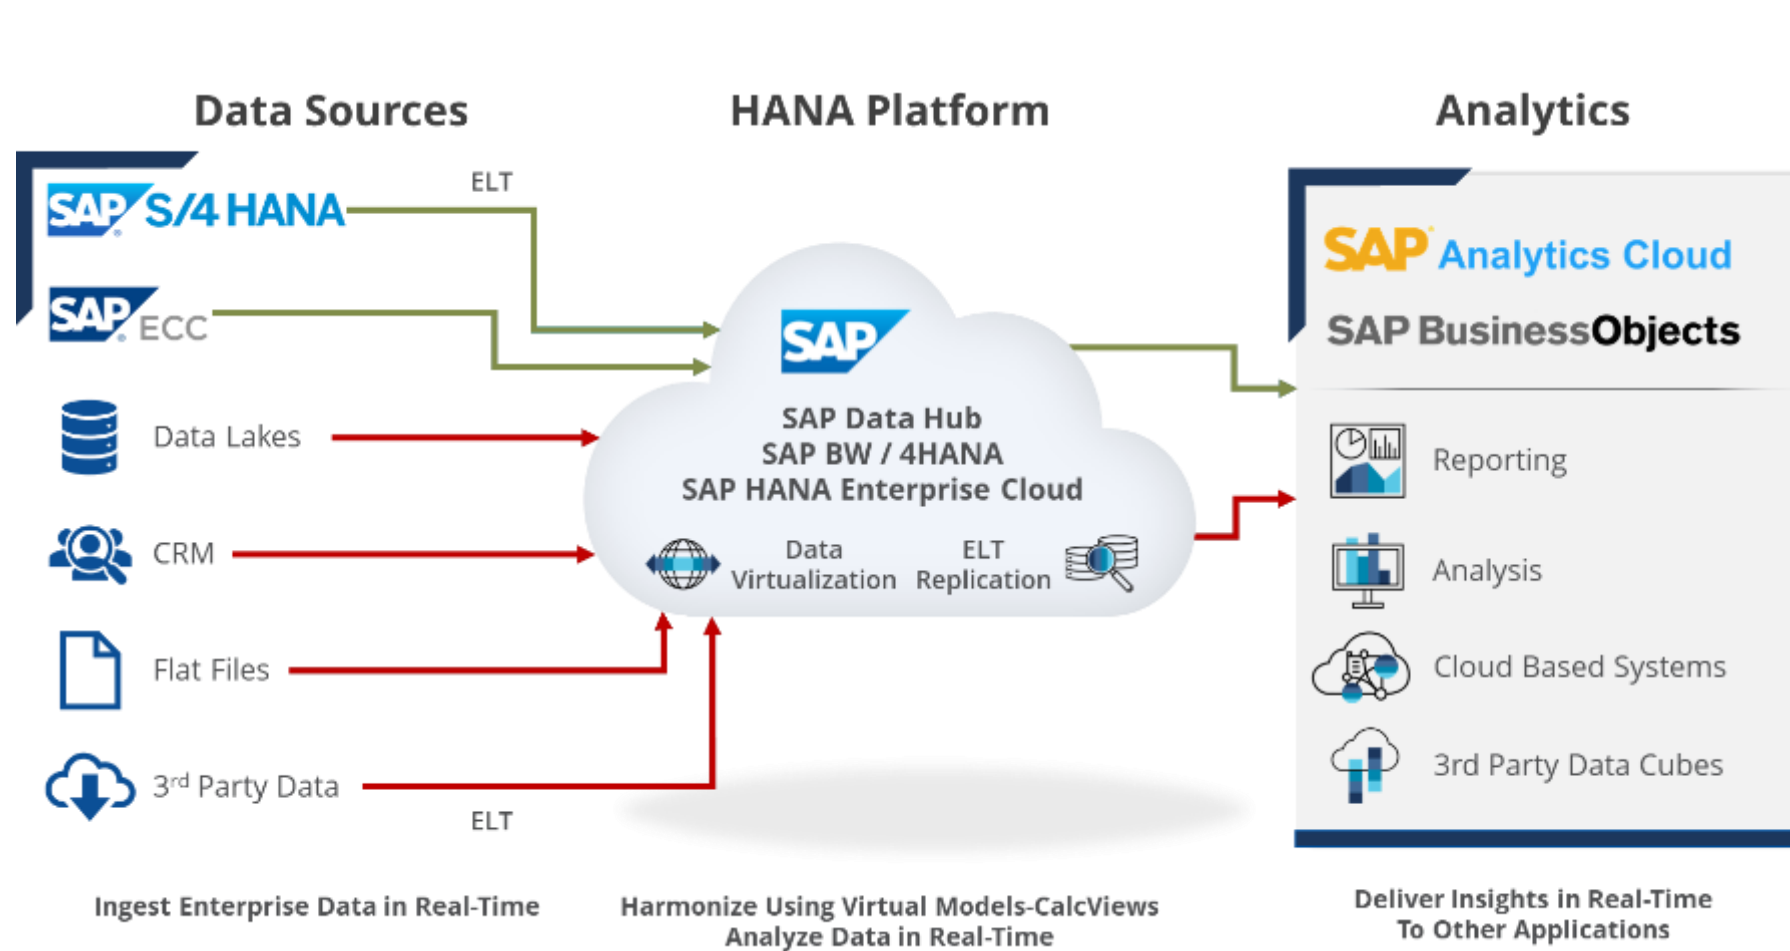 Data Sources
HANA Platform
Analytics
SAP S/4 HANA
ELT
SAP ECC
Data Lakes
CRM
Flat Files
3rd Party Data
ELT
SAP
SAP Data Hub
SAP BW / 4HANA
SAP HANA Enterprise Cloud
Data
Virtualization
ELT
Replication
SAP Analytics Cloud
SAP BusinessObjects
Reporting
Analysis
Cloud Based Systems
3rd Party Data Cubes
Ingest Enterprise Data in Real-Time
Harmonize Using Virtual Models-CalcViews
Analyze Data in Real-Time
Deliver Insights in Real-Time
To Other Applications